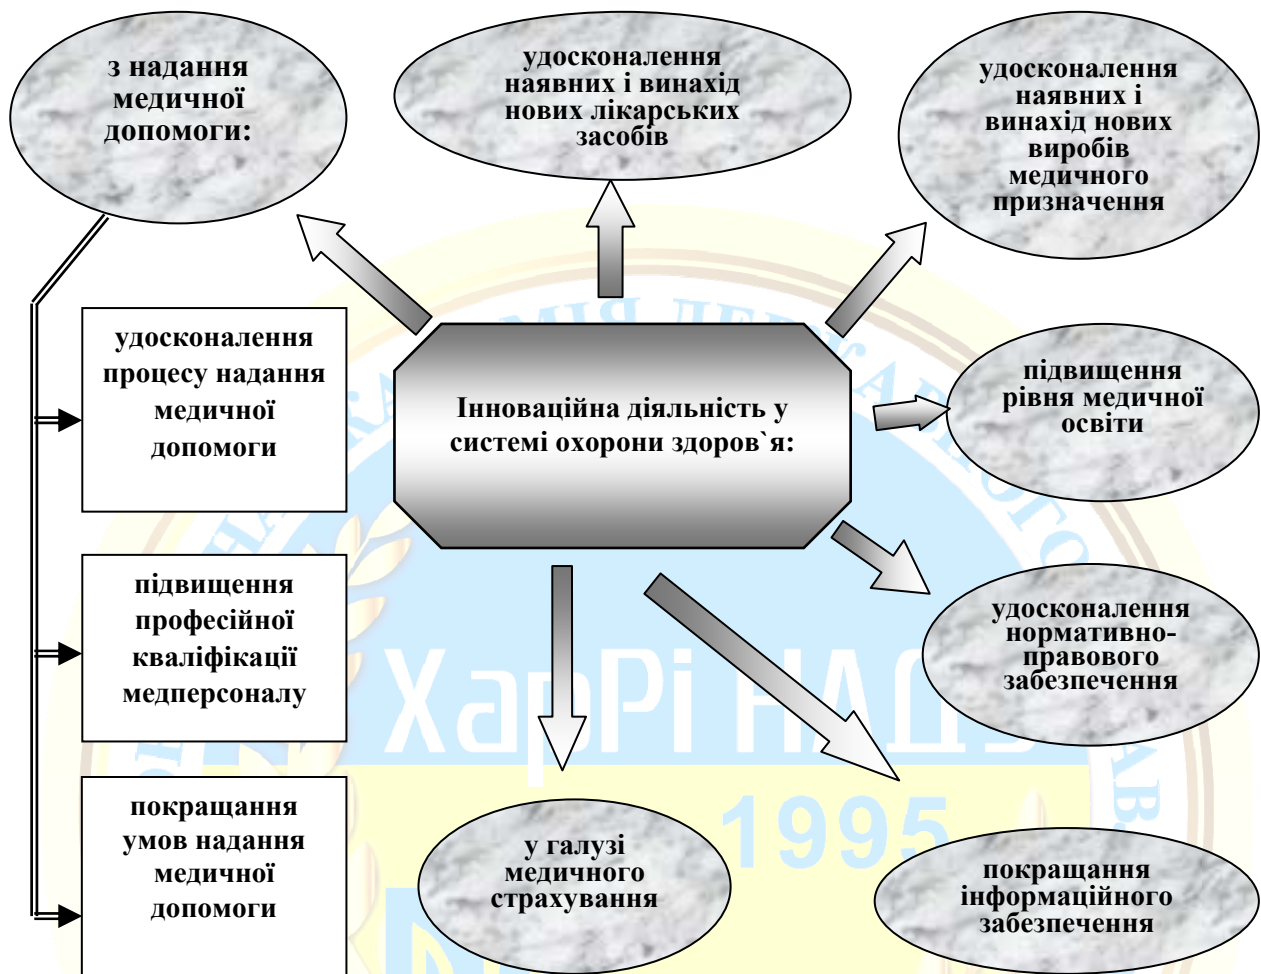 з надання
медичної
допомоги:
удосконалення
наявних і винахід
нових лікарських
засобів
удосконалення
наявних і
винахід нових
виробів
медичного
призначення
Інноваційна діяльність у
системі охорони здоров`я:
удосконалення
процесу надання
медичної
допомоги
підвищення
рівня медичної
освіти
підвищення
професійної
кваліфікації
медперсоналу
удосконалення
нормативно-
правового
забезпечення
покращання
умов надання
медичної
допомоги
у галузі
медичного
страхування
покращання
інформаційного
забезпечення
ХарРі НАДУ
1995